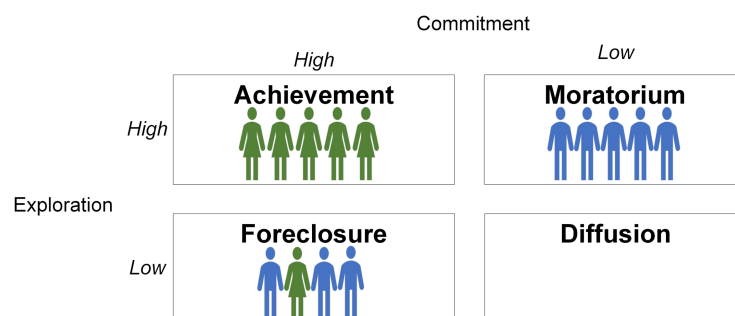 Commitment
High
Low
Achievement
Moratorium
High
Exploration
Foreclosure
Diffusion
Low